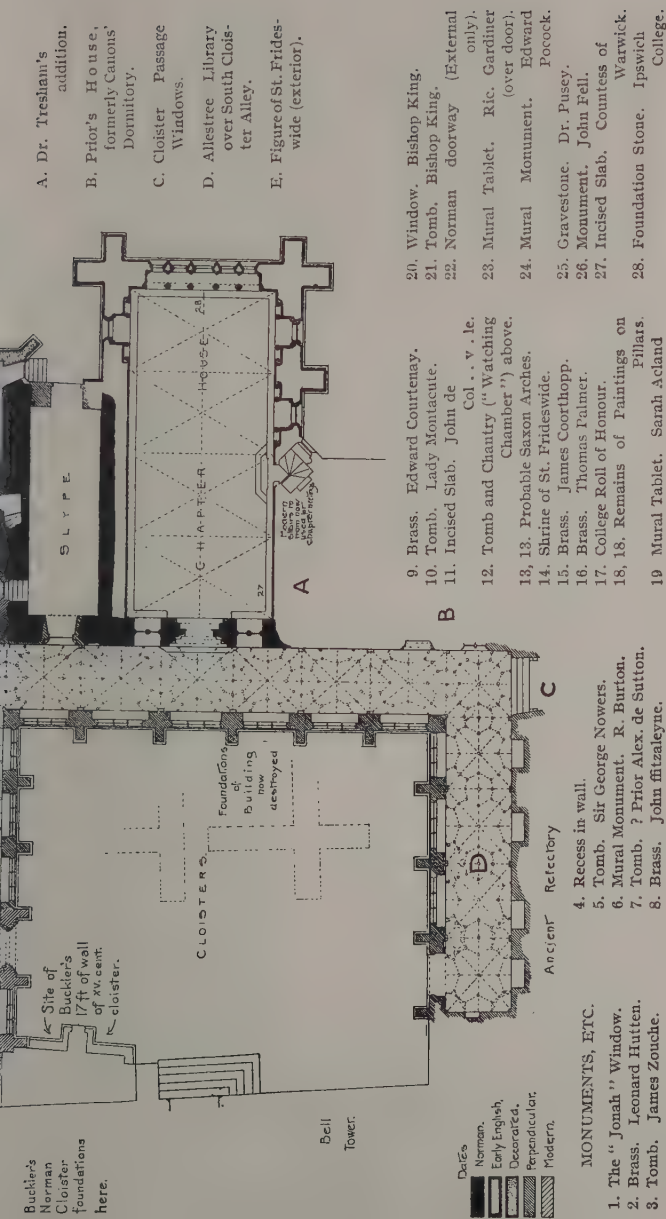 A. Dr. Tresham's
addition.
B. Prior's House,
formerly Canons'
Dormitory.
C. Cloister Passage
Windows.
D. Allestree Library
over South Clois-
ter Alley.
E. Figure of St. Frides-
wide (exterior).
SLYPE
CHAPTER HOUSE
28
27
Modern
chapter
A
B
C
D
Buckler's
Norman
Cloister
foundations
here.
Site of
Buckler's
17 ft of wall
of XV. cent.
cloister.
CLOISTERS
Foundations
of
Building
now
destroyed
Bell
Tower.
Ancient Refectory
Dates
Norman.
Early English.
Decorated.
Perpendicular.
Modern.
MONUMENTS, ETC.
1. The "Jonah" Window.
2. Brass. Leonard Hutten.
3. Tomb. James Zouche.
4. Recess in wall.
5. Tomb. Sir George Nowers.
6. Mural Monument. R. Burton.
7. Tomb. ? Prior Alex. de Sutton.
8. Brass. John ffitzaleyne.
9. Brass. Edward Courtenay.
10. Tomb. Lady Montacute.
11. Incised Slab. John de
Col . . v . le.
12. Tomb and Chantry ("Watching
Chamber") above.
13, 13. Probable Saxon Arches.
14. Shrine of St. Frideswide.
15. Brass. James Coorthopp.
16. Brass. Thomas Palmer.
17. College Roll of Honour.
18, 18. Remains of Paintings on
Pillars.
19 Mural Tablet. Sarah Acland
20. Window. Bishop King.
21. Tomb. Bishop King.
22. Norman doorway (External
only).
23. Mural Tablet. Ric. Gardiner
(over door).
24. Mural Monument. Edward
Pocock.
25. Gravestone. Dr. Pusey.
26. Monument. John Fell.
27. Incised Slab. Countess of
Warwick.
28. Foundation Stone. Ipswich
College.